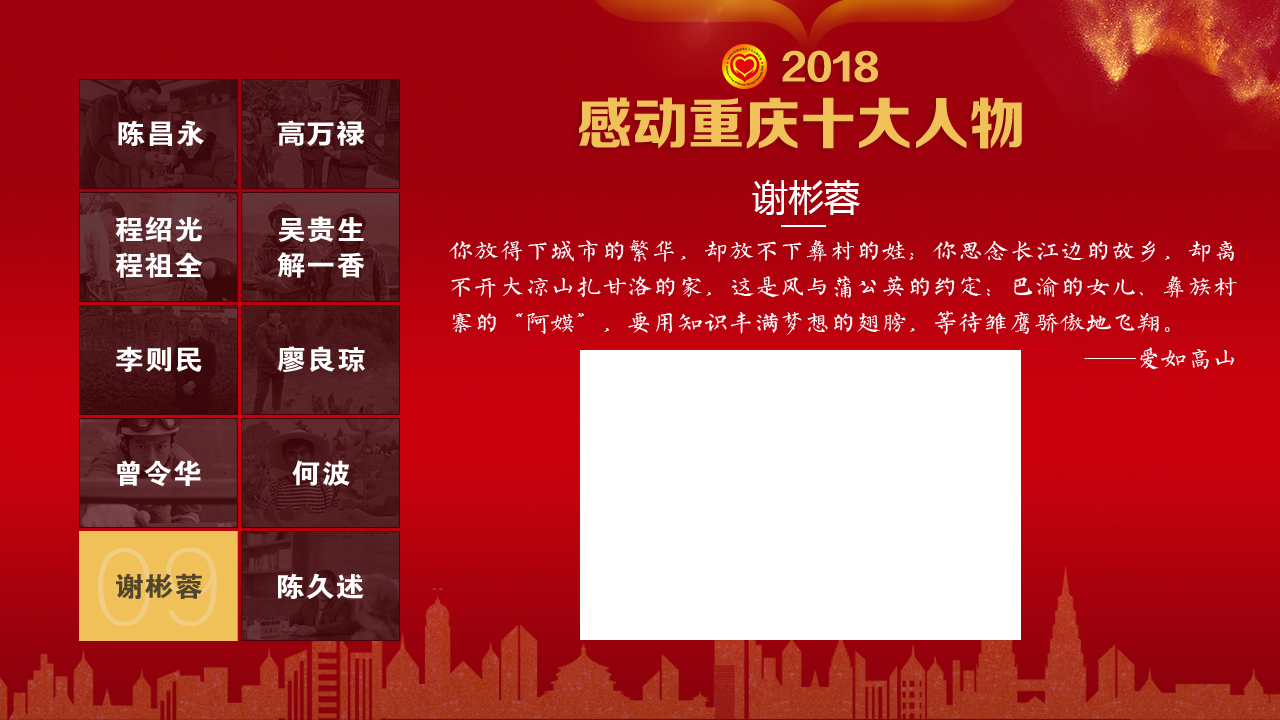 2018
感动重庆十大人物
陈昌永
高万禄
程绍光
程祖全
吴贵生
解一香
李则民
廖良琼
曾令华
何波
09
谢彬蓉
陈久述
谢彬蓉
你放得下城市的繁华，却放不下彝村的娃；你思念长江边的故乡，却离
不开大凉山扎甘洛的家，这是风与蒲公英的约定；巴渝的女儿、彝族村
寨的“阿嫫”，要用知识丰满梦想的翅膀，等待雏鹰骄傲地飞翔。
——爱如高山